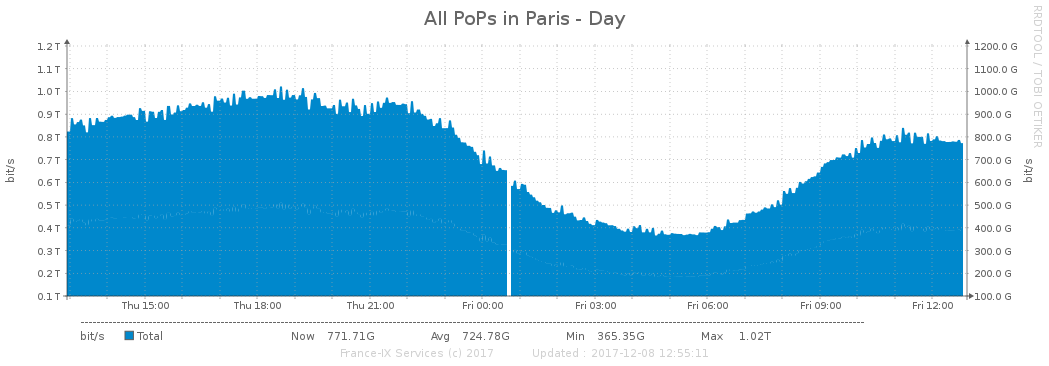 All PoPs in Paris - Day
RRDTOOL / TOBI OETIKER
1.2 T 1200.0 G
1.1 T 1100.0 G
1.0 T 1000.0 G
0.9 T 900.0 G
0.8 T 800.0 G
0.7 T 700.0 G
0.6 T 600.0 G
0.5 T 500.0 G
0.4 T 400.0 G
0.3 T 300.0 G
0.2 T 200.0 G
0.1 T 100.0 G
bit/s
bit/s
Thu 15:00 Thu 18:00 Thu 21:00 Fri 00:00 Fri 03:00 Fri 06:00 Fri 09:00 Fri 12:00
bit/s Total Now 771.71G Avg 724.78G Min 365.35G Max 1.02T
France-IX Services (c) 2017 Updated : 2017-12-08 12:55:11